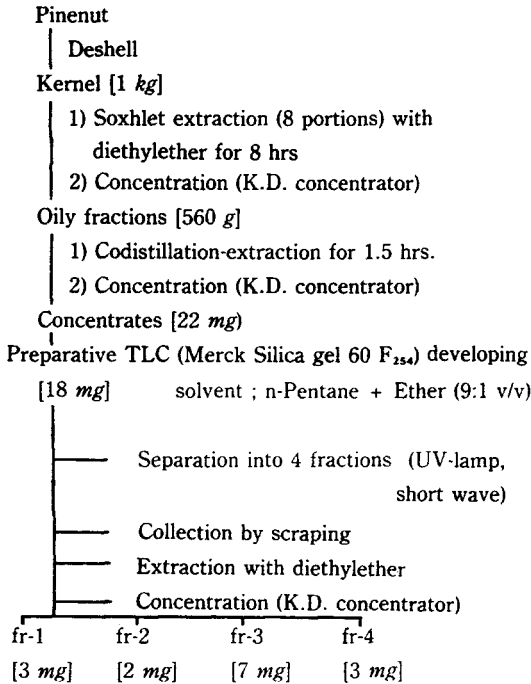 Pinenut
Deshell
Kernel [1 kg]
1) Soxhlet extraction (8 portions) with
diethylether for 8 hrs
2) Concentration (K.D. concentrator)
Oily fractions [560 g]
1) Codistillation-extraction for 1.5 hrs.
2) Concentration (K.D. concentrator)
Concentrates [22 mg)
Preparative TLC (Merck Silica gel 60 F₂₅₄) developing
[18 mg] solvent ; n-Pentane + Ether (9:1 v/v)
Separation into 4 fractions (UV-lamp,
short wave)
Collection by scraping
Extraction with diethylether
Concentration (K.D. concentrator)
fr-1 fr-2 fr-3 fr-4
[3 mg] [2 mg] [7 mg] [3 mg]